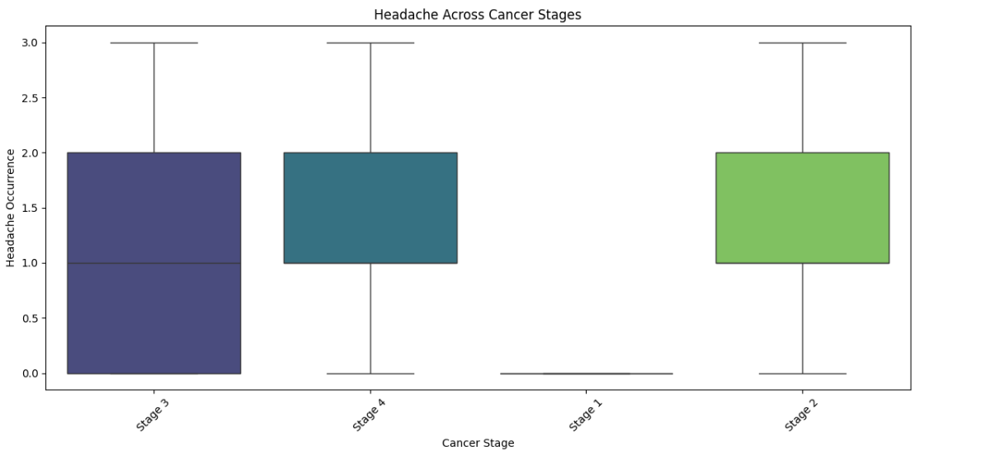 Headache Across Cancer Stages
Headache Occurrence
3.0
2.5
2.0
1.5
1.0
0.5
0.0
Stage 3
Stage 4
Stage 1
Stage 2
Cancer Stage